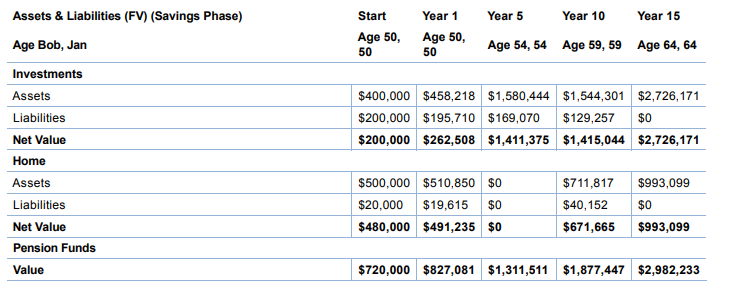 Assets & Liabilities (FV) (Savings Phase) Start Year 1 Year 5 Year 10 Year 15
Age Bob, Jan Age 50, 50 Age 50, 50 Age 54, 54 Age 59, 59 Age 64, 64
Investments
Assets $400,000 $458,218 $1,580,444 $1,544,301 $2,726,171
Liabilities $200,000 $195,710 $169,070 $129,257 $0
Net Value $200,000 $262,508 $1,411,375 $1,415,044 $2,726,171
Home
Assets $500,000 $510,850 $0 $711,817 $993,099
Liabilities $20,000 $19,615 $0 $40,152 $0
Net Value $480,000 $491,235 $0 $671,665 $993,099
Pension Funds
Value $720,000 $827,081 $1,311,511 $1,877,447 $2,982,233